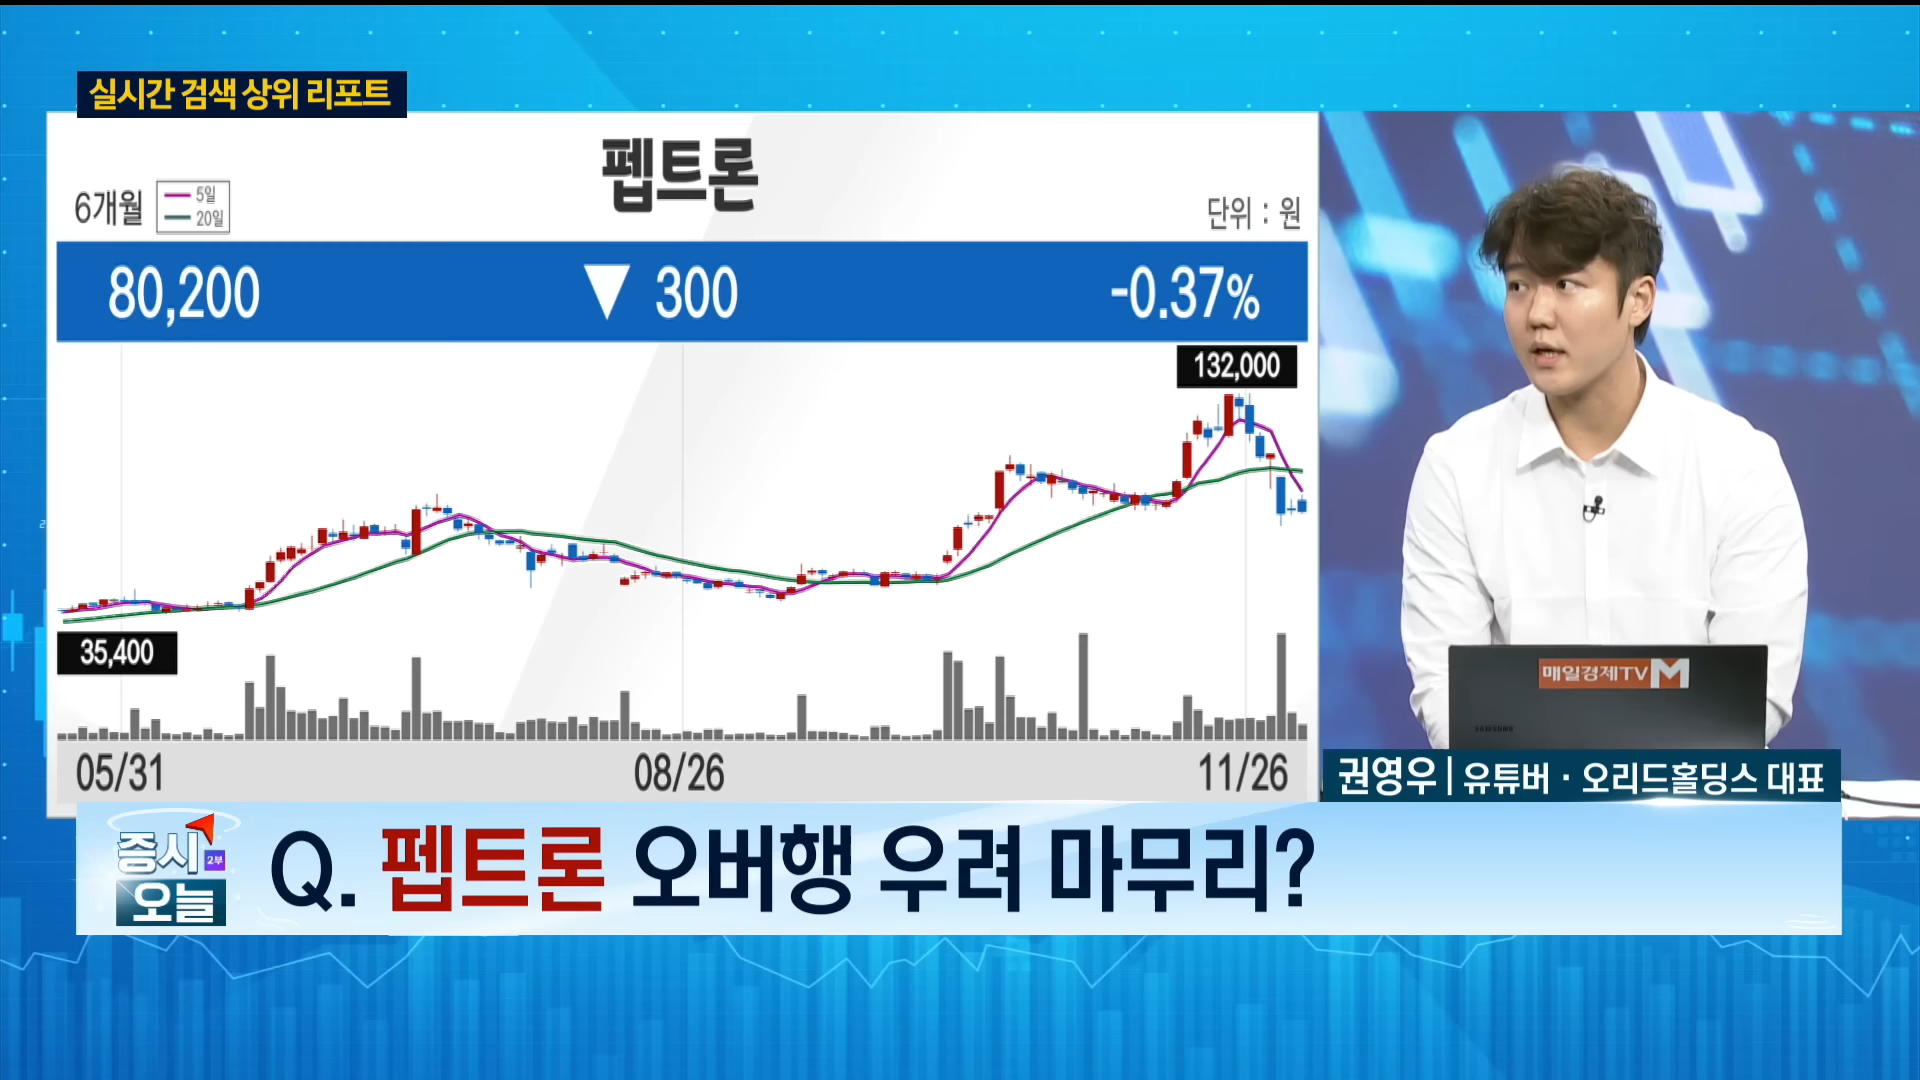 실시간 검색 상위 리포트
펩트론
6개월
5일
20일
단위 : 원
80,200 ▼ 300 -0.37%
132,000
35,400
05/31 08/26 11/26
매일경제TV M
SAMSUNG
권영우 | 유튜버 · 오리드홀딩스 대표
증시 2부
오늘
Q. 펩트론 오버행 우려 마무리?